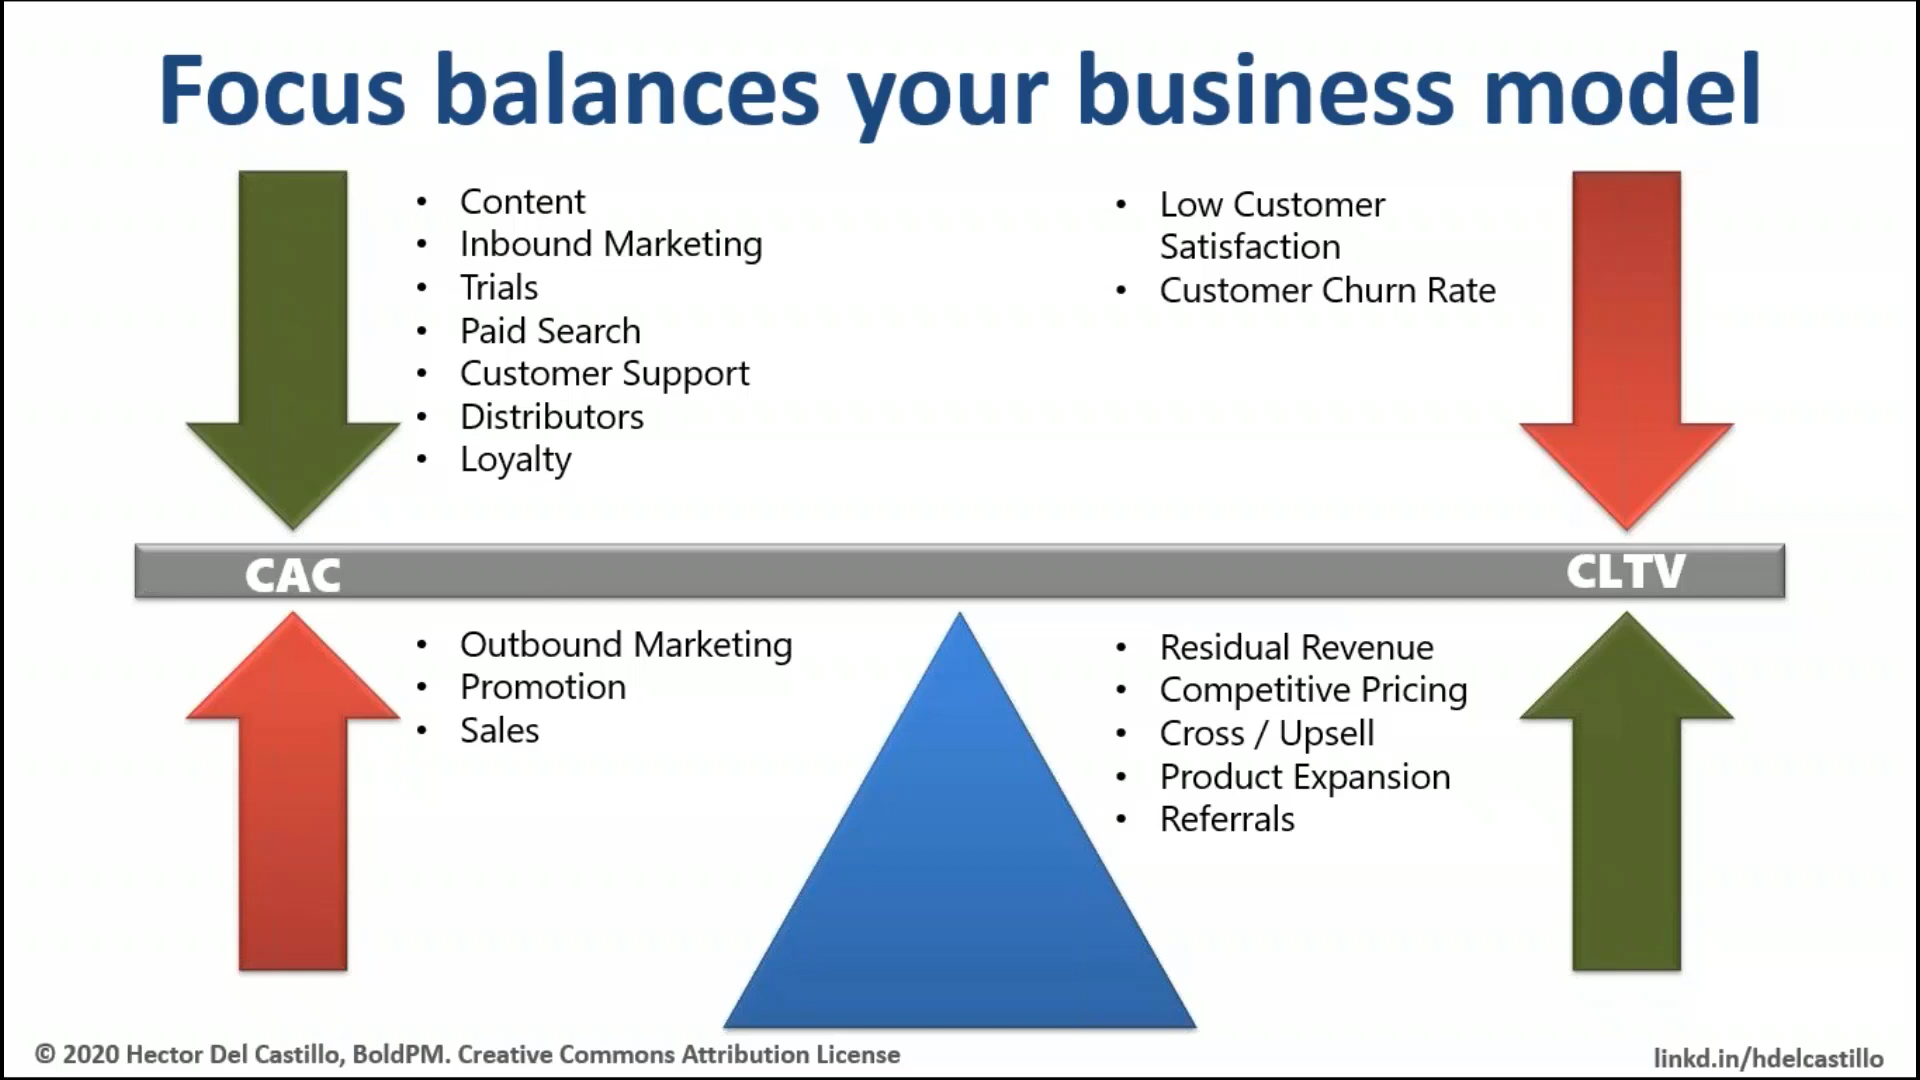 Focus balances your business model
• Content
• Inbound Marketing
• Trials
• Paid Search
• Customer Support
• Distributors
• Loyalty
• Low Customer
Satisfaction
• Customer Churn Rate
CAC
CLTV
• Outbound Marketing
• Promotion
• Sales
• Residual Revenue
• Competitive Pricing
• Cross / Upsell
• Product Expansion
• Referrals
© 2020 Hector Del Castillo, BoldPM. Creative Commons Attribution License
linkd.in/hdelcastillo